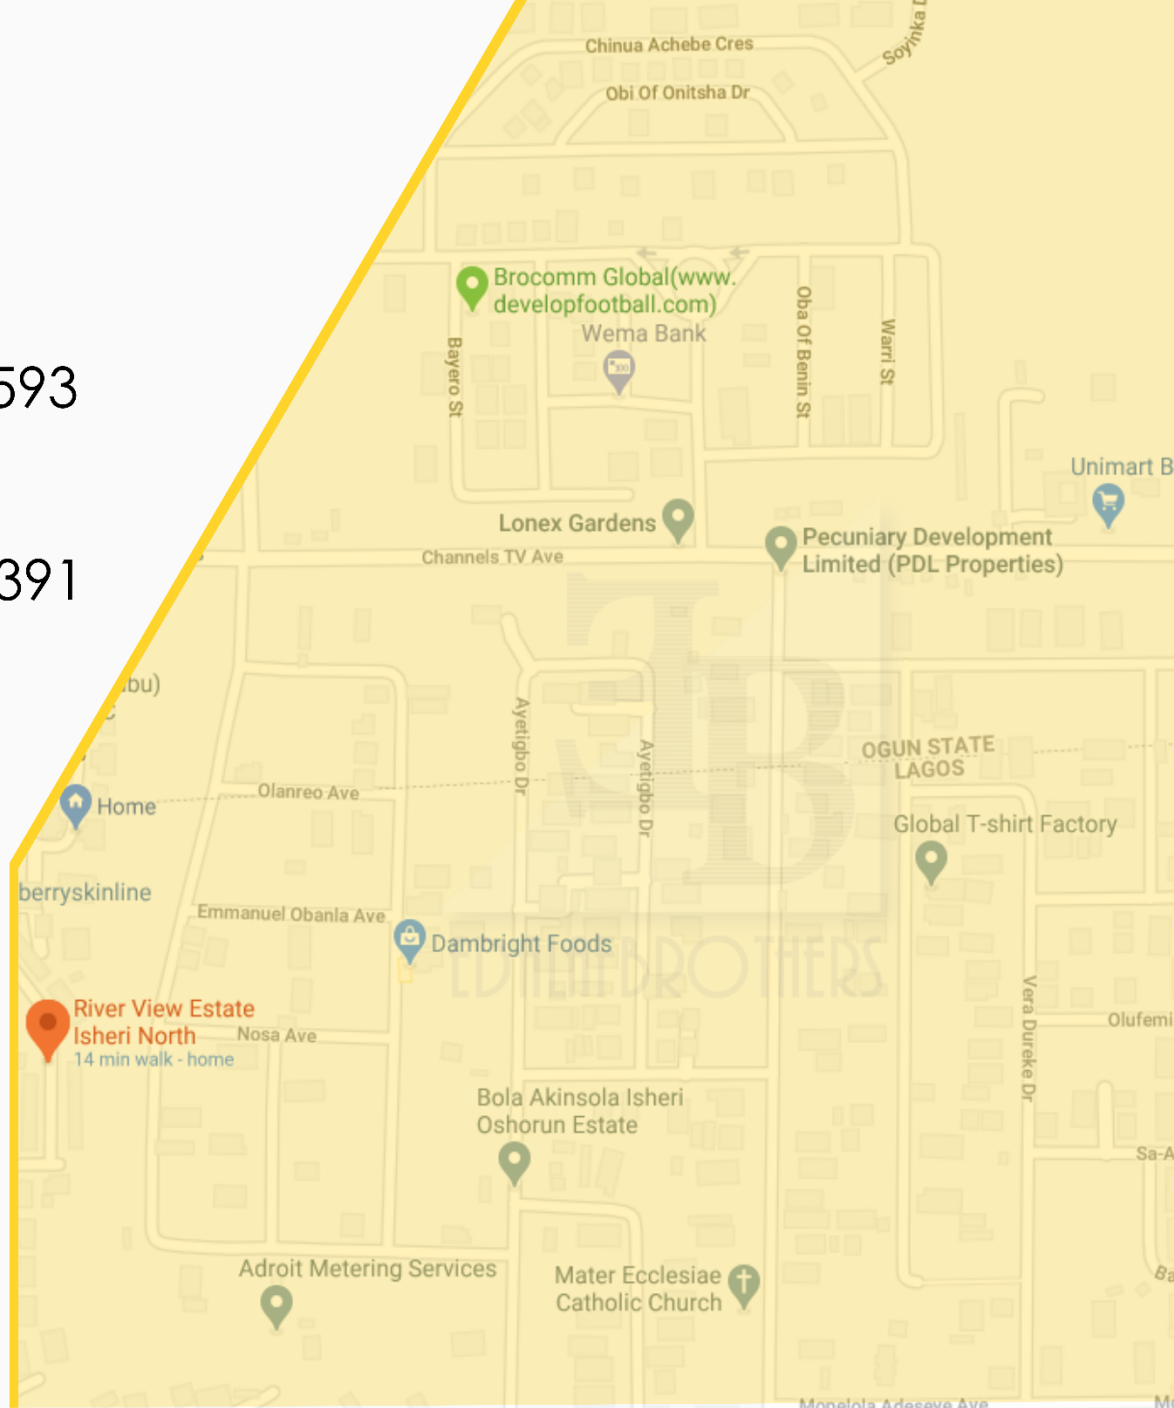 Chinua Achebe Cres
Obi Of Onitsha Dr
Brocomm Global(www.
developfootball.com)
Wema Bank
Bayero St
Oba Of Benin St
Warri St
593
Unimart B
Lonex Gardens
Channels TV Ave
Pecuniary Development
Limited (PDL Properties)
391
Ayetigbo Dr
Ayetigbo Dr
OGUN STATE
LAGOS
Olanreo Ave
Home
Global T-shirt Factory
berryskinline
Emmanuel Obanla Ave
Dambright Foods
River View Estate
Isheri North
14 min walk - home
Nosa Ave
Vera Dureke Dr
Olufemi
Bola Akinsola Isheri
Oshorun Estate
Sa-A
Adroit Metering Services
Mater Ecclesiae
Catholic Church
Ba